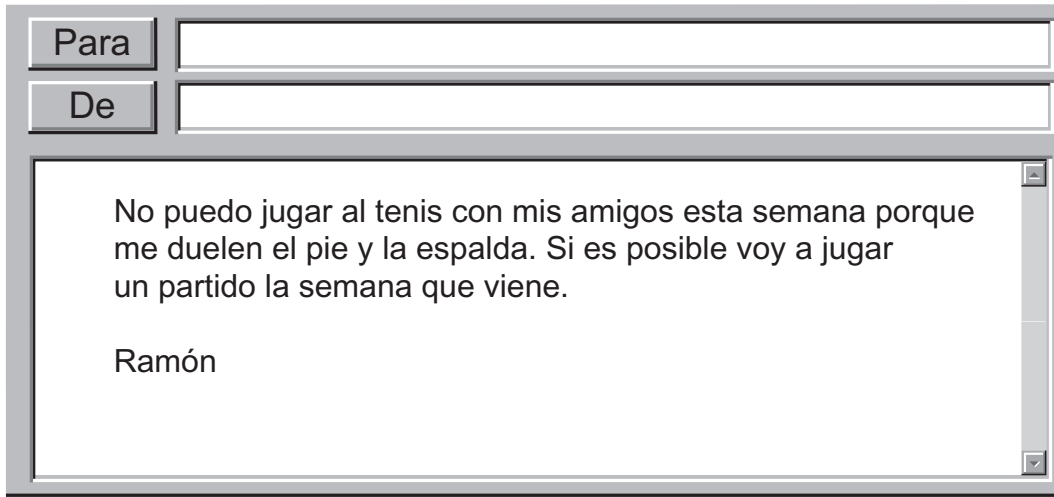 Para
De
No puedo jugar al tenis con mis amigos esta semana porque
me duelen el pie y la espalda. Si es posible voy a jugar
un partido la semana que viene.
Ramón